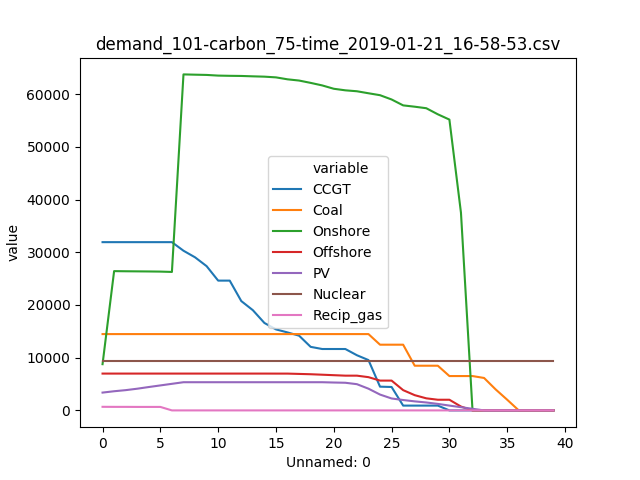 demand_101-carbon_75-time_2019-01-21_16-58-53.csv
value
60000
50000
40000
30000
20000
10000
0
variable
CCGT
Coal
Onshore
Offshore
PV
Nuclear
Recip_gas
0 5 10 15 20 25 30 35 40
Unnamed: 0